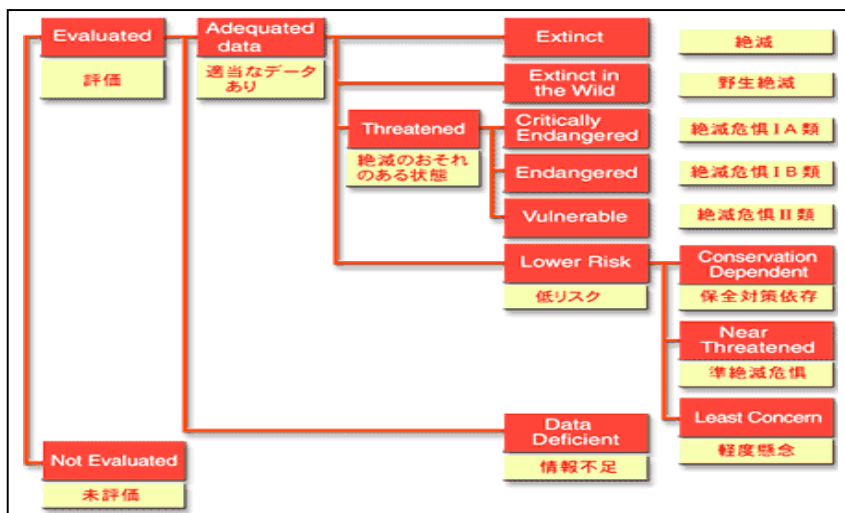 Evaluated
評価
Adequated
data
適当なデータ
あり
Extinct
絶滅
Extinct in
the Wild
野生絶滅
Threatened
絶滅のおそれ
のある状態
Critically
Endangered
絶滅危惧ⅠA類
Endangered
絶滅危惧ⅠB類
Vulnerable
絶滅危惧Ⅱ類
Lower Risk
低リスク
Conservation
Dependent
保全対策依存
Near
Threatened
準絶滅危惧
Least Concern
軽度懸念
Data
Deficient
情報不足
Not Evaluated
未評価